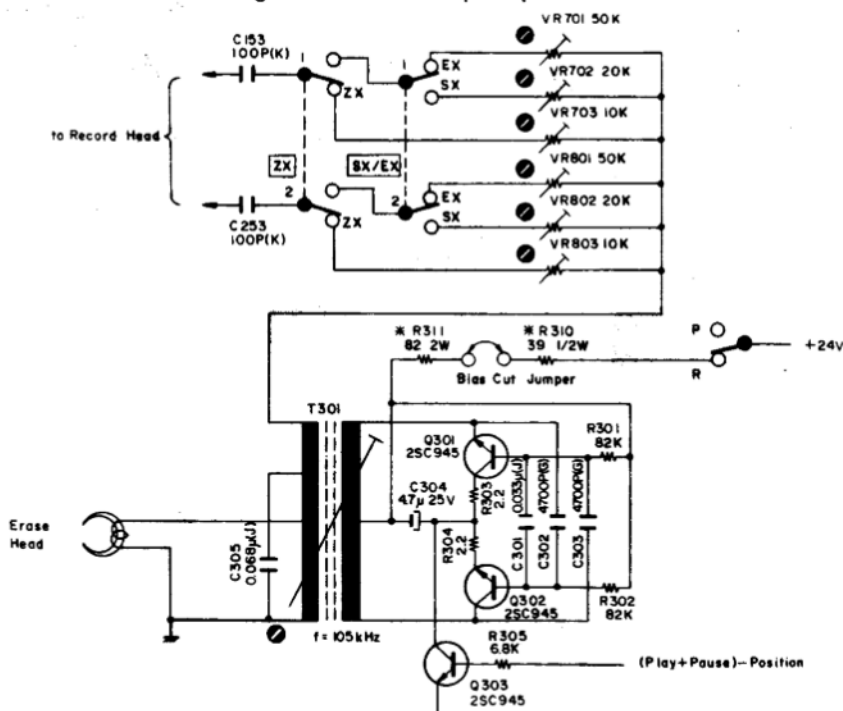 VR701 50K
C153
100P(K)
EX
SX
ZX
VR702 20K
VR703 10K
to Record Head
ZX
SX/EX
VR801 50K
2
2
EX
SX
ZX
VR802 20K
C253
100P(K)
VR803 10K
* R311
82 2W
* R310
39 1/2W
P
R
+24V
Bias Cut Jumper
T301
Q301
2SC945
R301
82K
C304
4.7μ 25V
R303
2.2
0.033μ(J)
4700P(G)
4700P(G)
Erase
Head
C305
0.068μ(J)
R304
2.2
C301
C302
C303
Q302
2SC945
R302
82K
f = 105kHz
R305
6.8K
(Play+Pause)-Position
Q303
2SC945